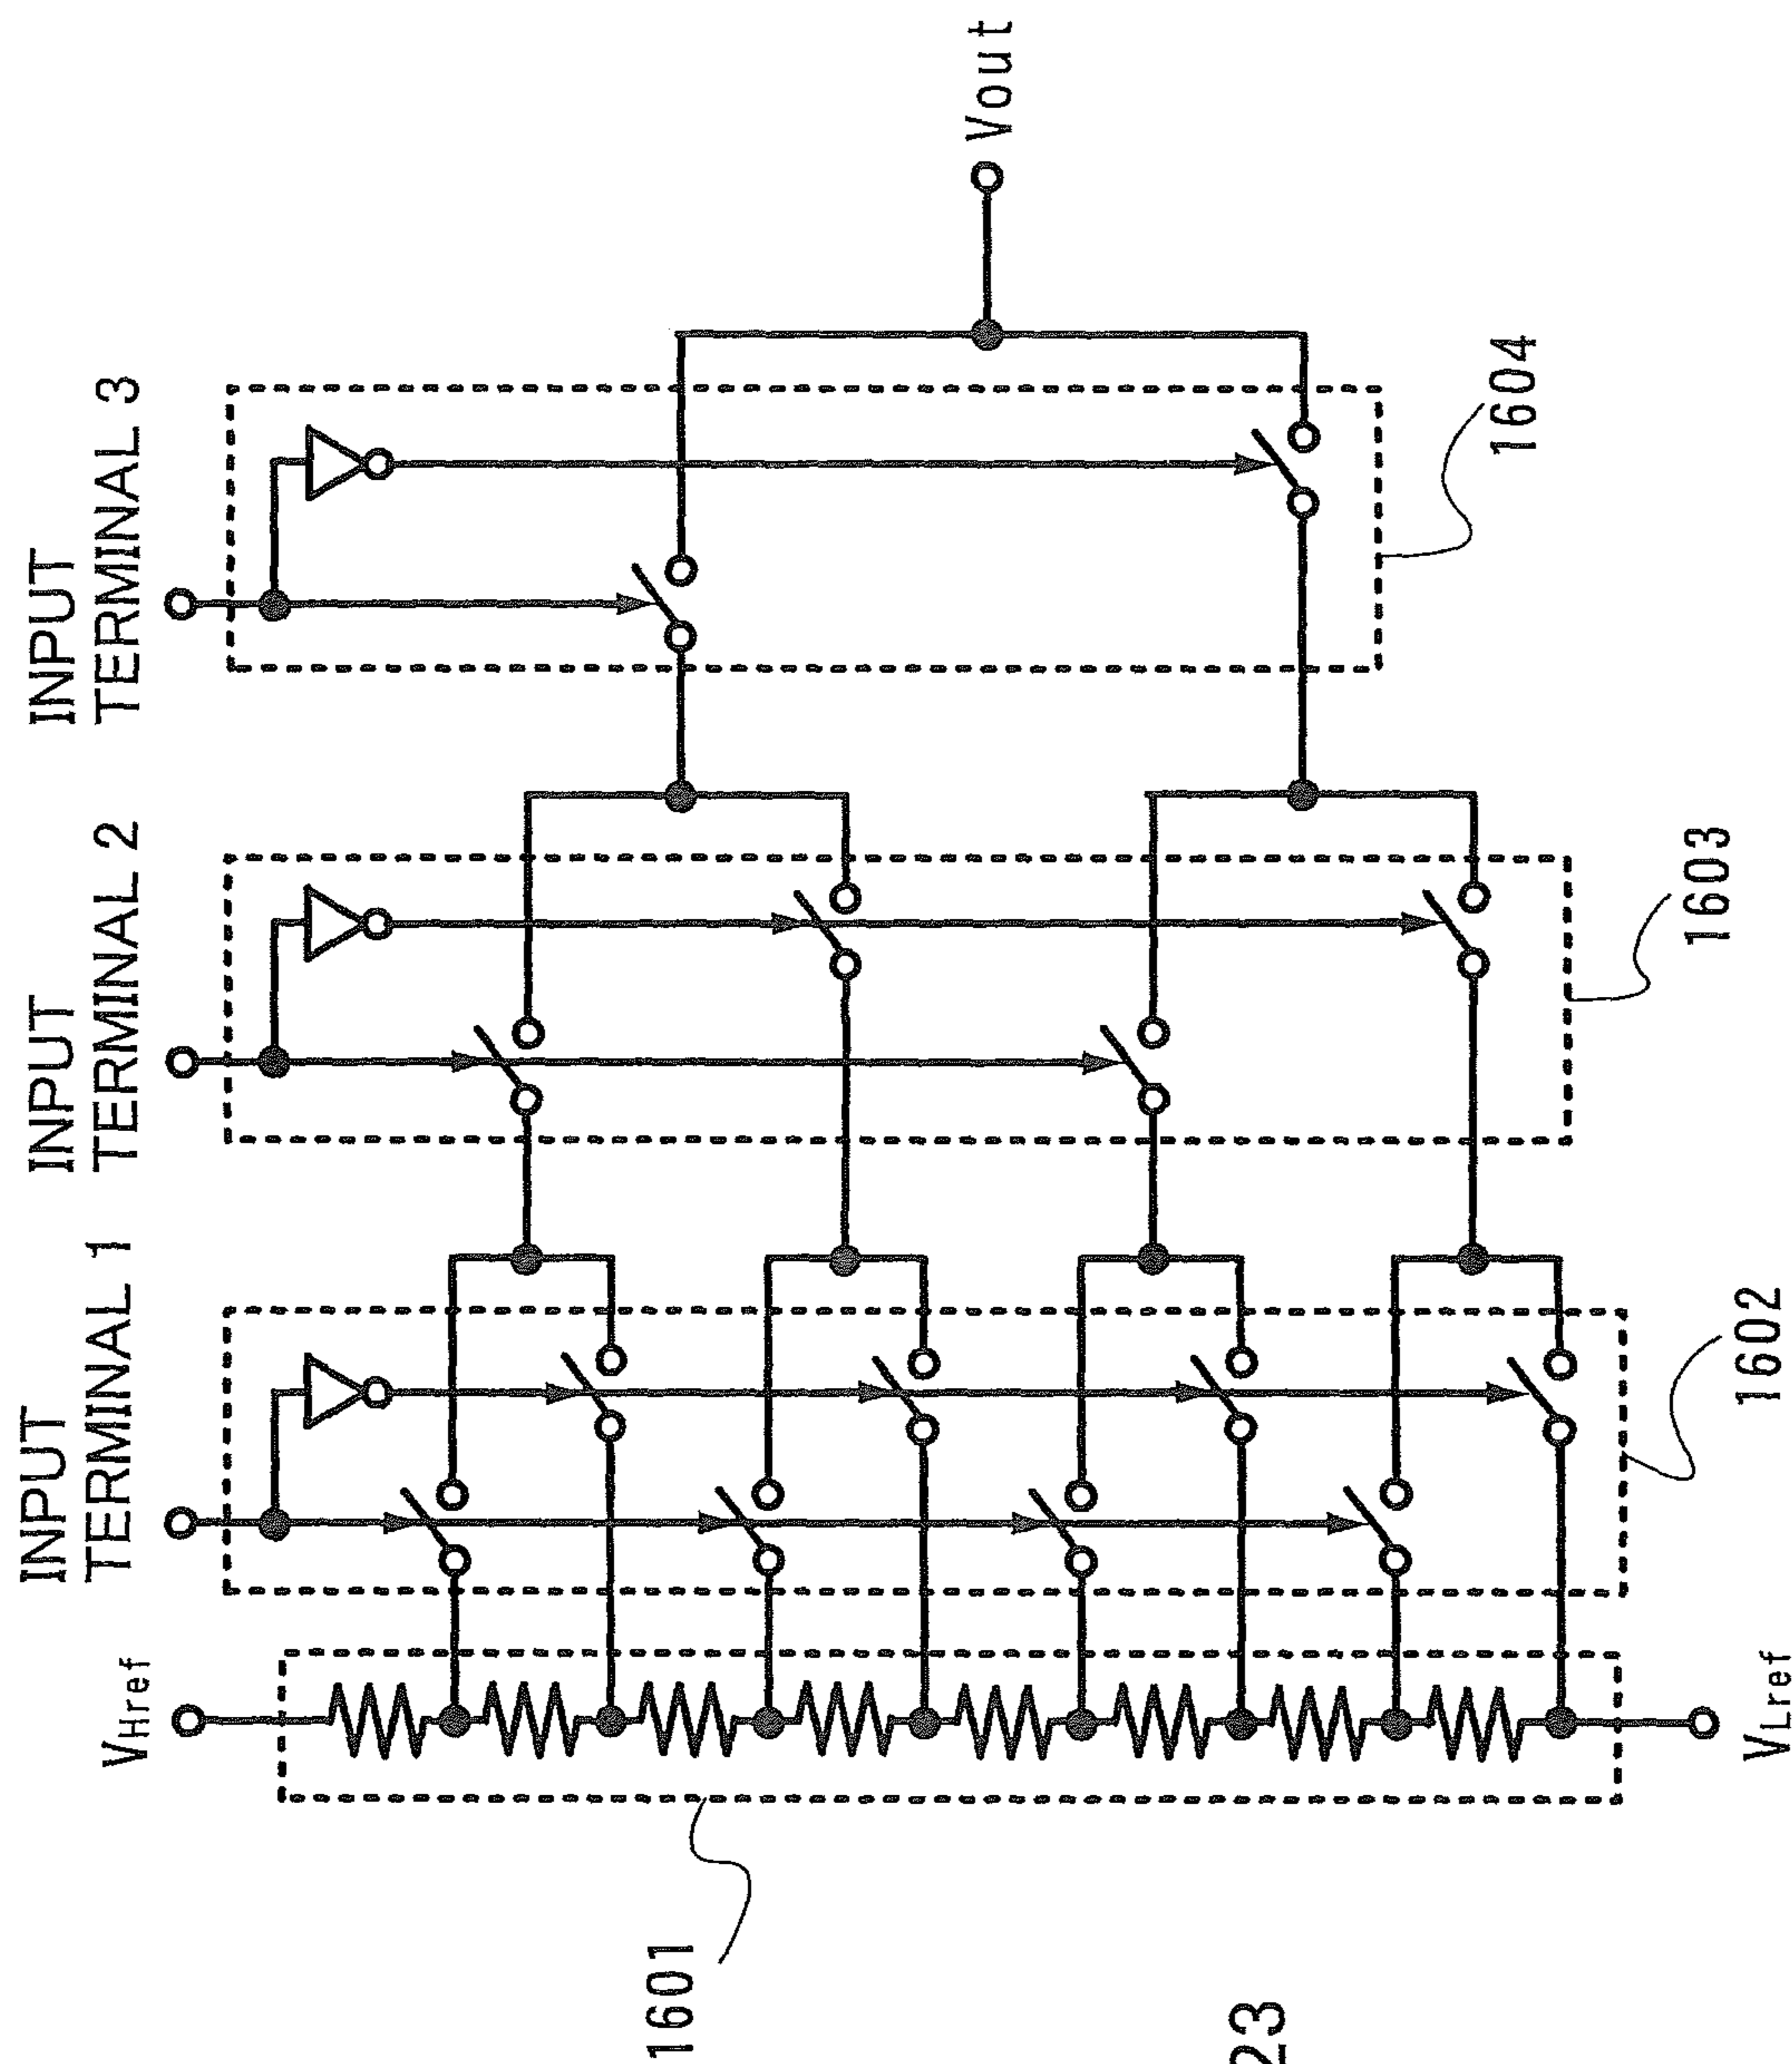 INPUT
TERMINAL 1
INPUT
TERMINAL 2
INPUT
TERMINAL 3
VHref
Vout
VLref
1601
1602
1603
1604
23